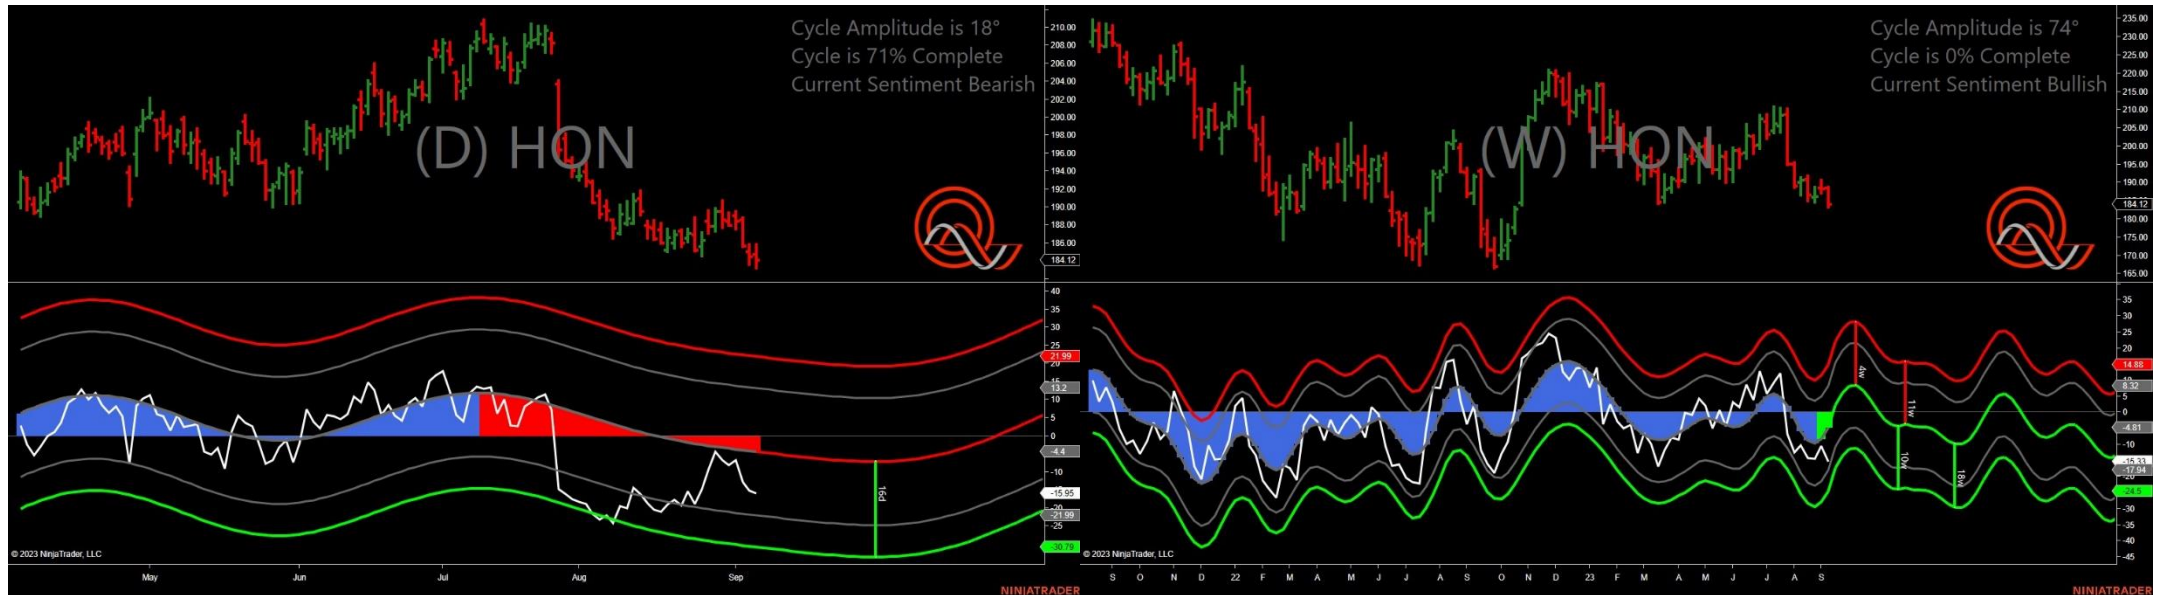 Cycle Amplitude is 18°
Cycle is 71% Complete
Current Sentiment Bearish
(D) HON
210.00
208.00
206.00
204.00
202.00
200.00
198.00
196.00
194.00
192.00
190.00
188.00
186.00
184.12
40
35
30
25
21.99
20
13.2
10
5
0
-4.4
-10
-15.95
-20
-21.99
-25
-30.79
16d
© 2023 NinjaTrader, LLC
May
Jun
Jul
Aug
Sep
NINJATRADER
Cycle Amplitude is 74°
Cycle is 0% Complete
Current Sentiment Bullish
(W) HON
235.00
230.00
225.00
220.00
215.00
210.00
205.00
200.00
195.00
190.00
184.12
180.00
175.00
170.00
165.00
35
30
25
20
14.88
8.32
5
0
-4.81
-10
-15.33
-17.94
-24.5
-30
-35
-40
-45
4w
11w
10w
18w
© 2023 NinjaTrader, LLC
S
O
N
D
22
F
M
A
M
J
J
A
S
O
N
D
23
F
M
A
M
J
J
A
S
NINJATRADER